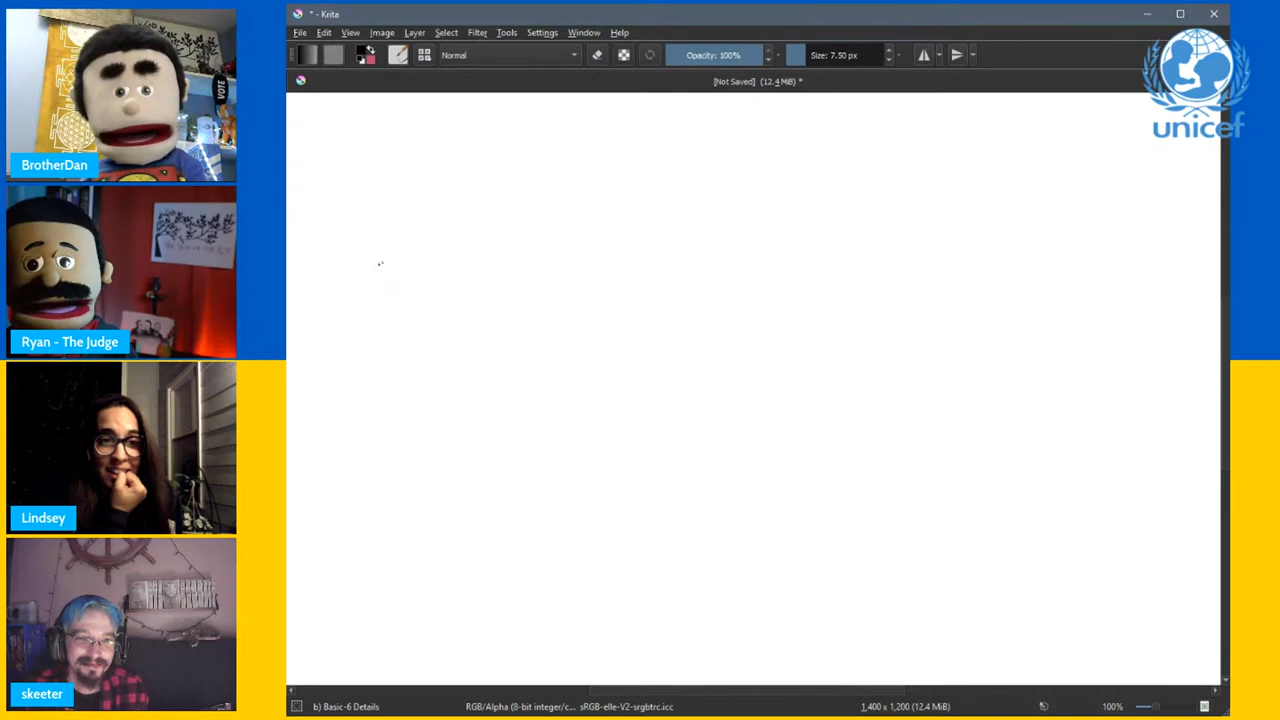 * - Krita
File Edit View Image Layer Select Filter Tools Settings Window Help
Normal
Opacity: 100%
Size: 7.50 px
[Not Saved] (12.4 MiB) *
unicef
VOTE
BrotherDan
Ryan - The Judge
Lindsey
skeeter
b) Basic-6 Details
RGB/Alpha (8-bit integer/c... sRGB-elle-V2-srgbtrc.icc
1,400 x 1,200 (12.4 MiB)
100%